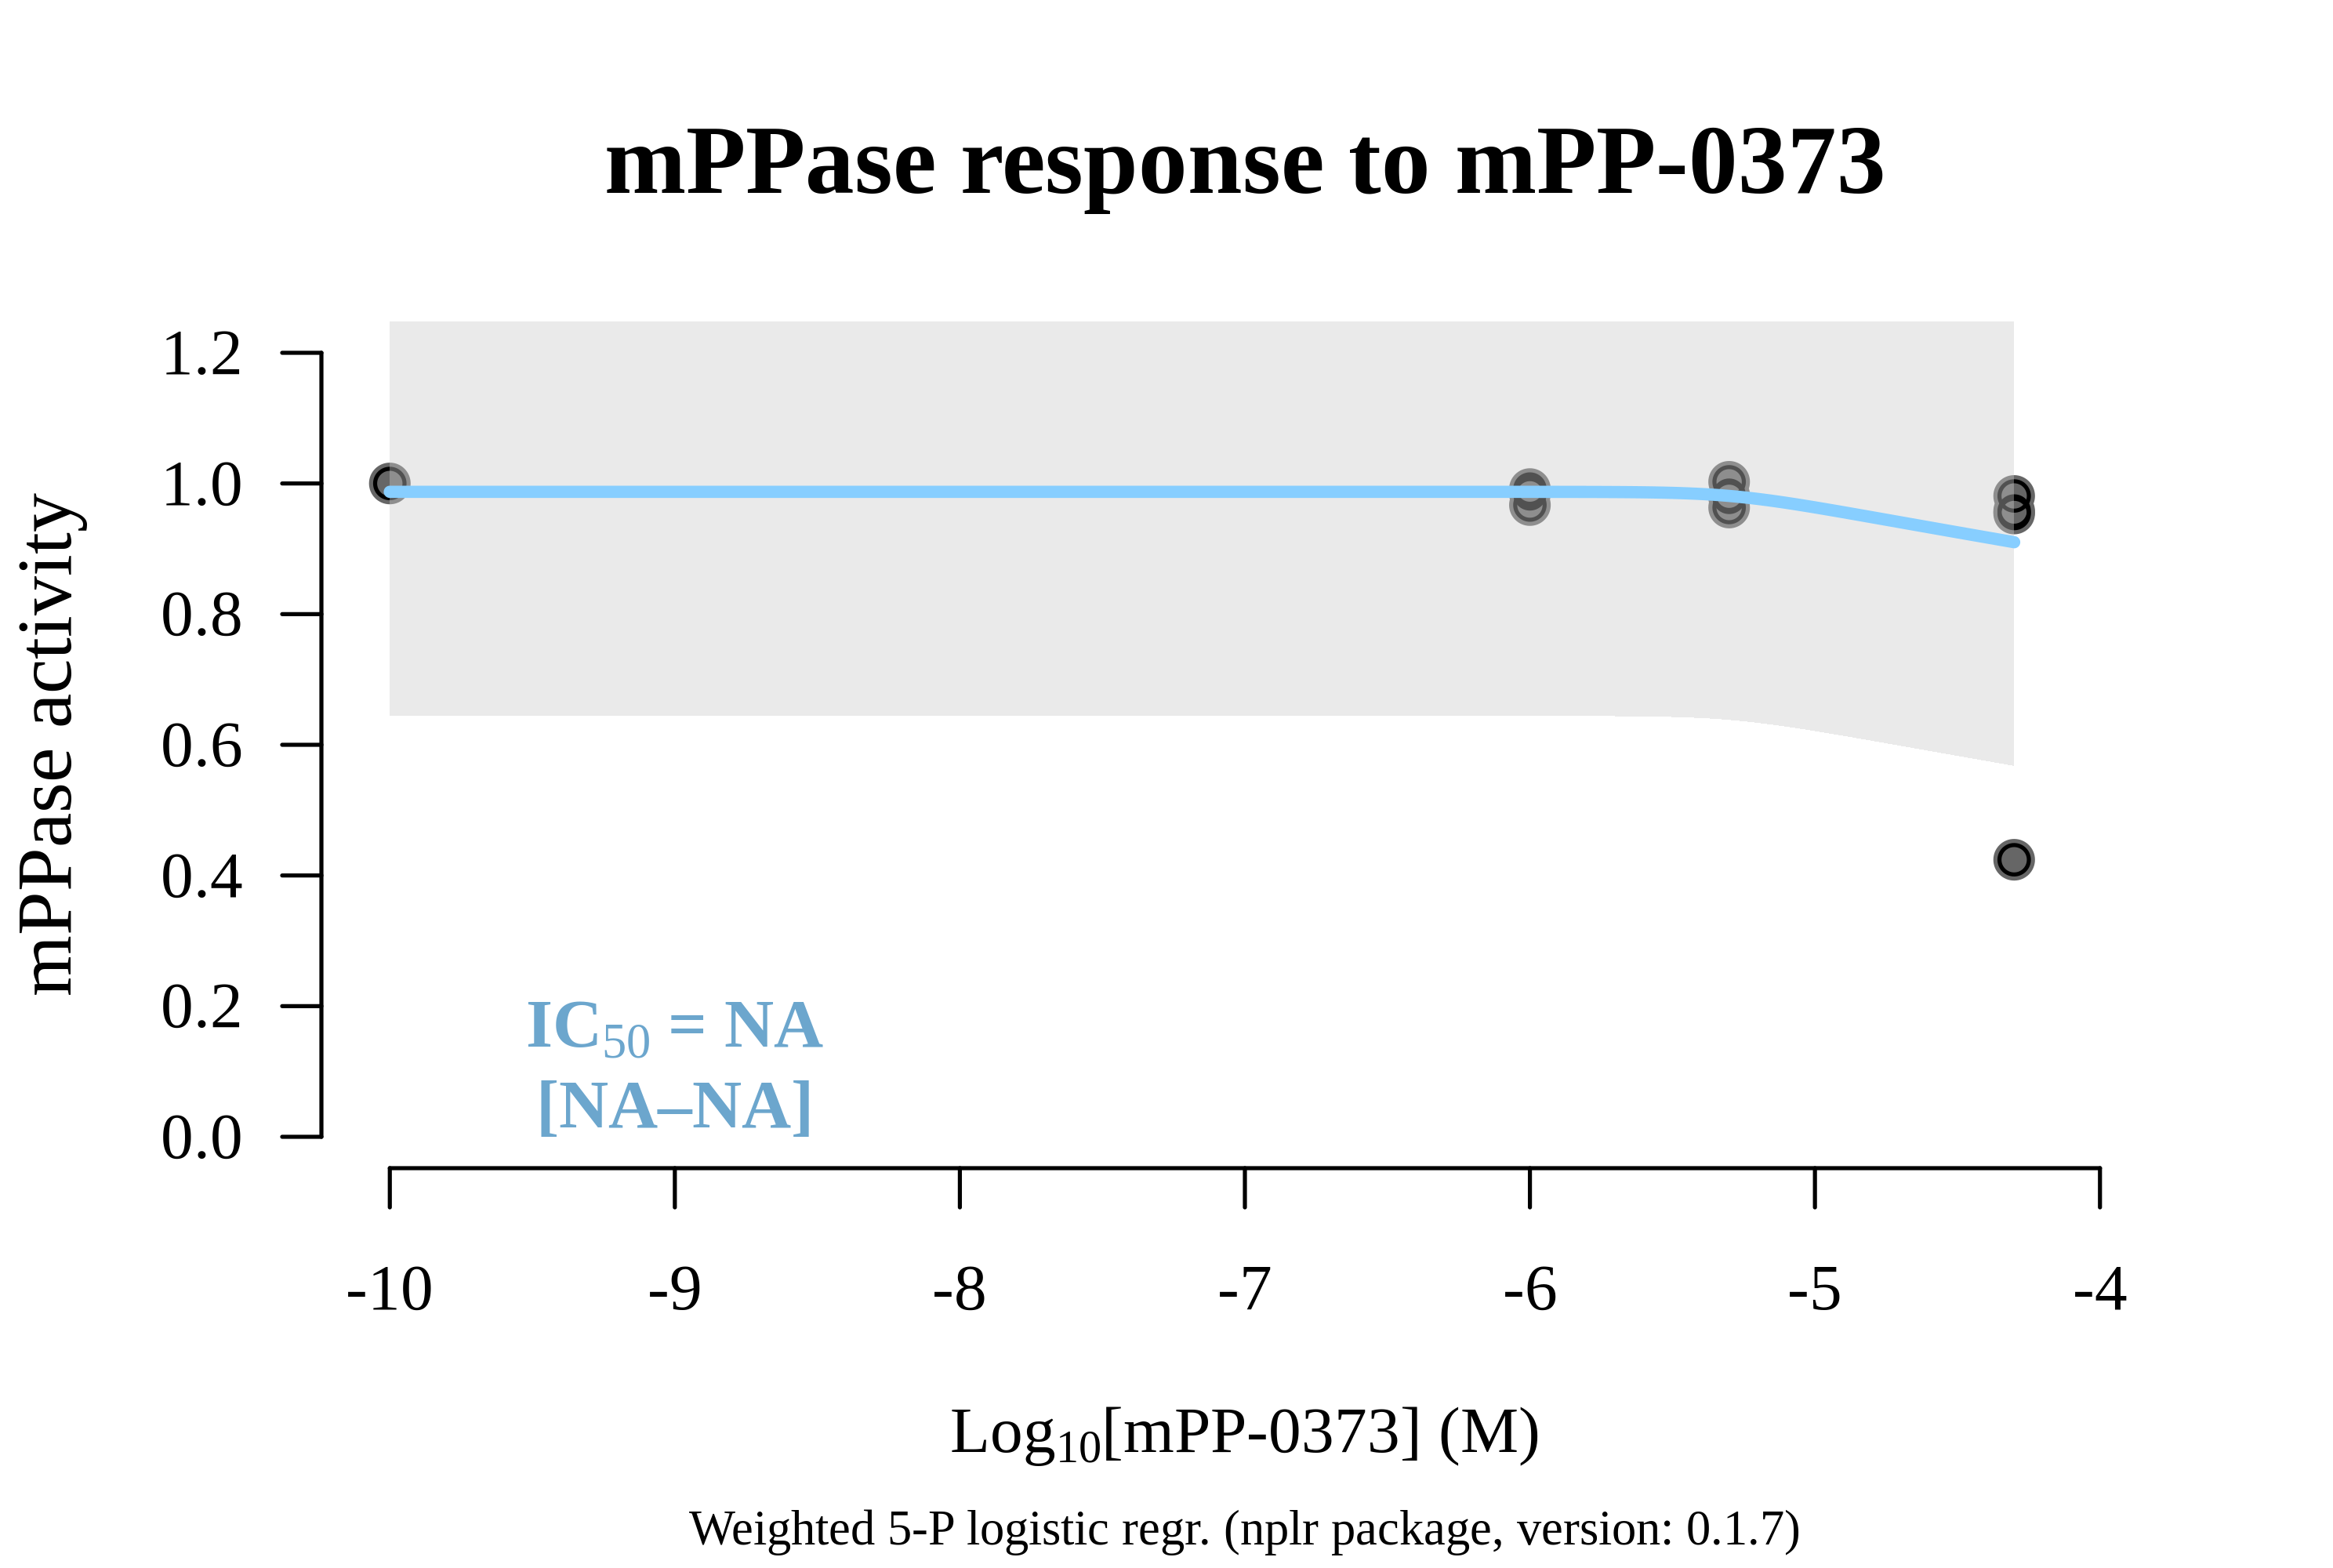 mPPase response to mPP-0373
mPPase activity
1.2
1.0
0.8
0.6
0.4
0.2
0.0
IC50 = NA
[NA–NA]
-10 -9 -8 -7 -6 -5 -4
Log10[mPP-0373] (M)
Weighted 5-P logistic regr. (nplr package, version: 0.1.7)